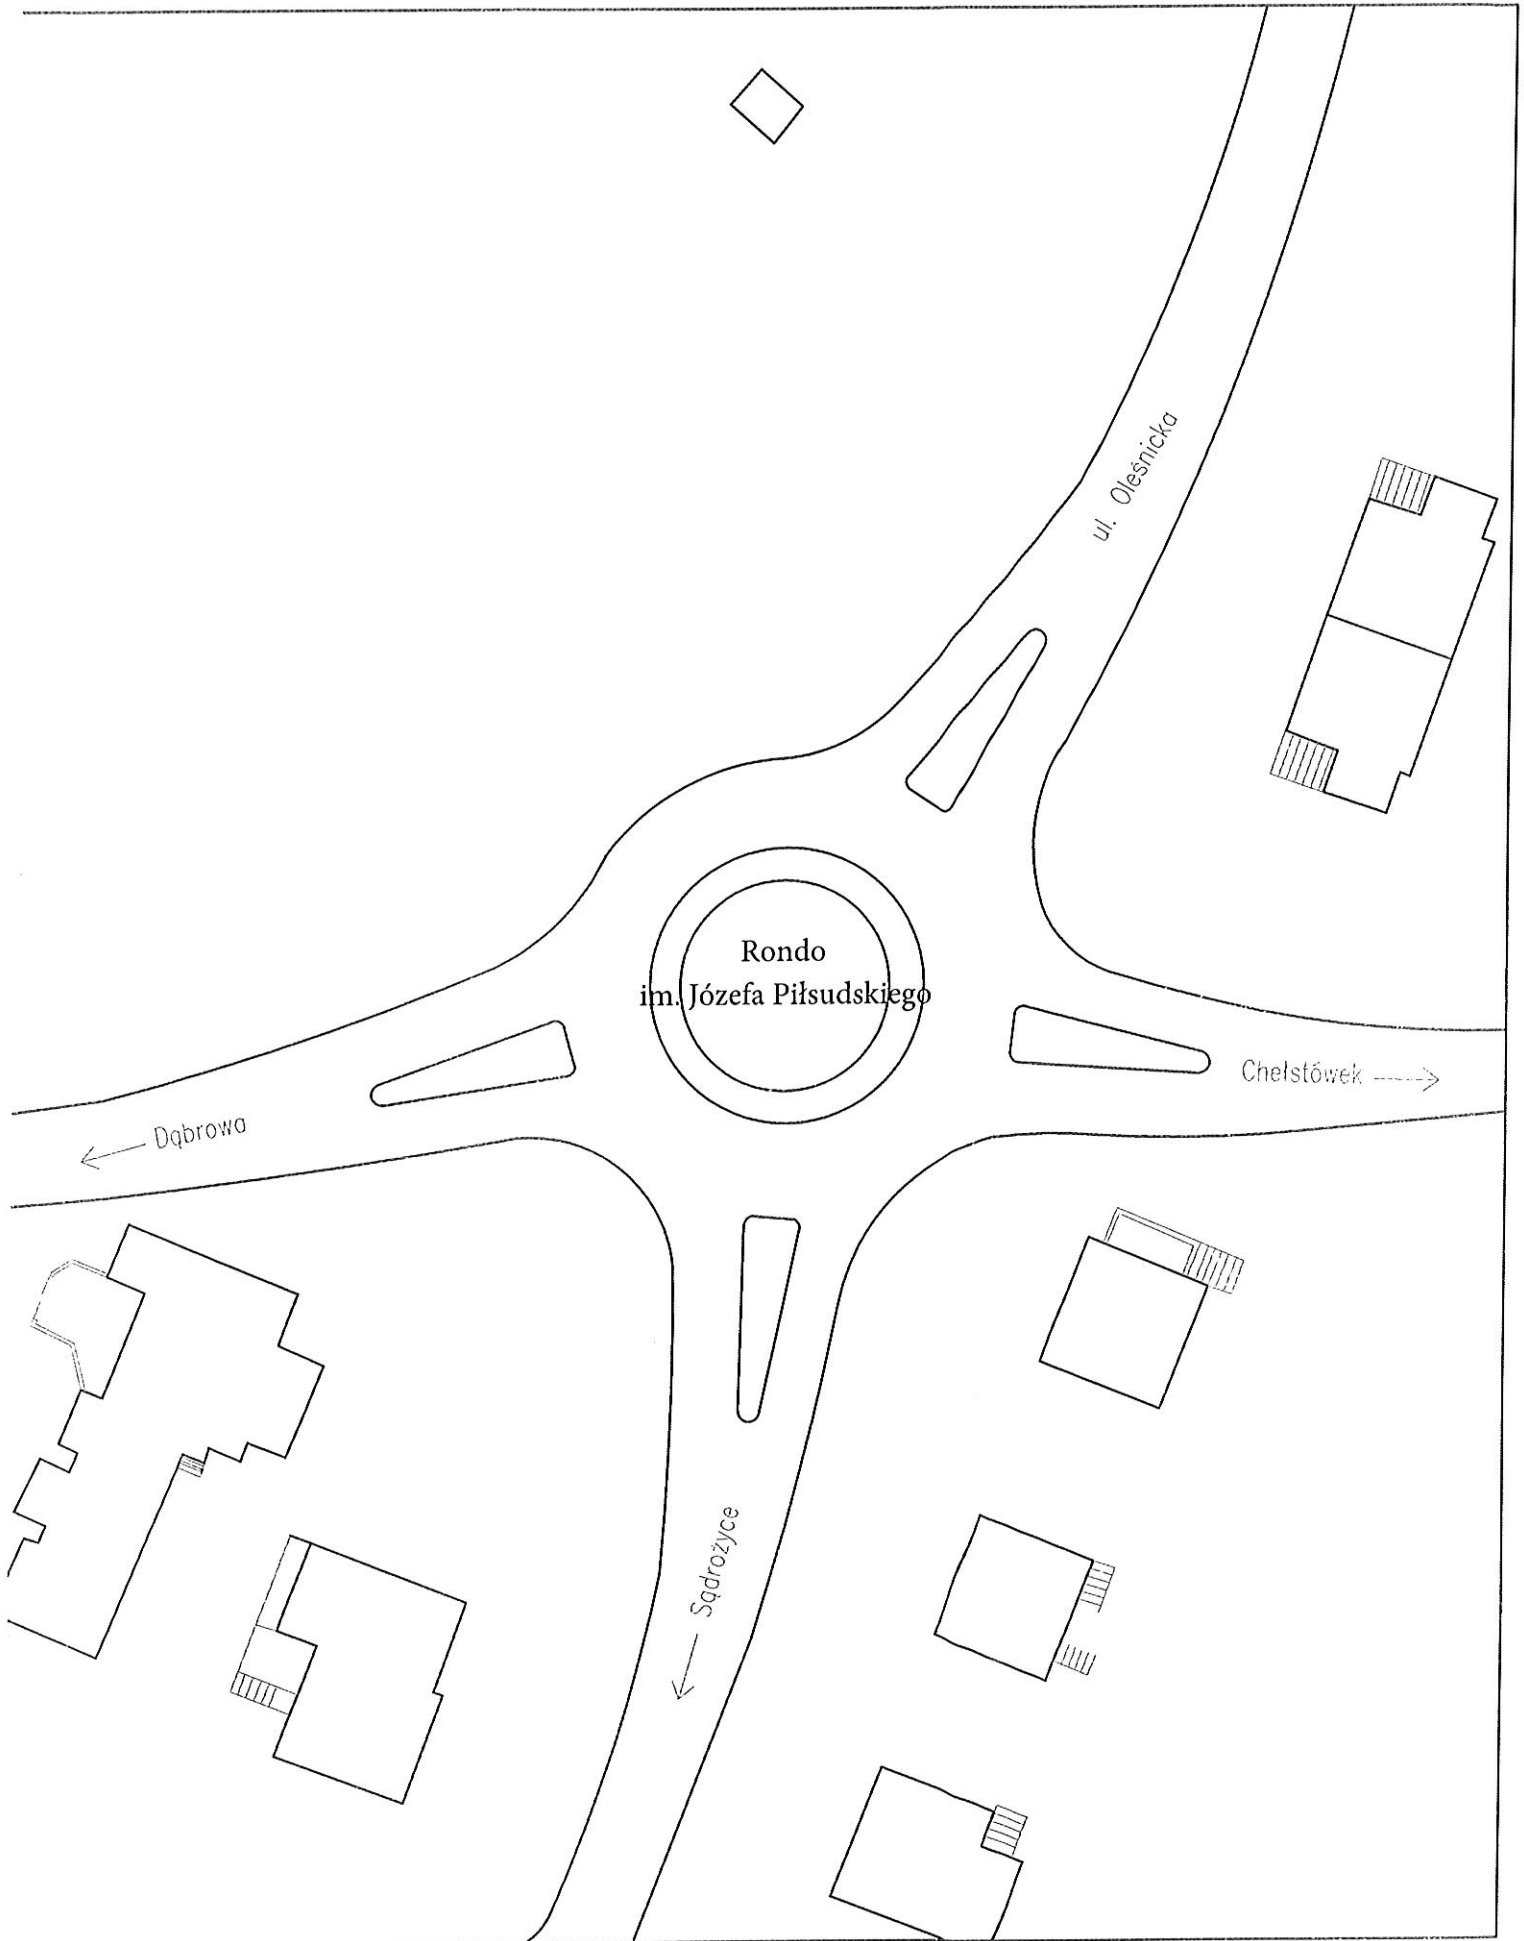 ul. Oleśnicka
Rondo
im. Józefa Piłsudskiego
Chełstówek
Dąbrowa
Sądrożyce